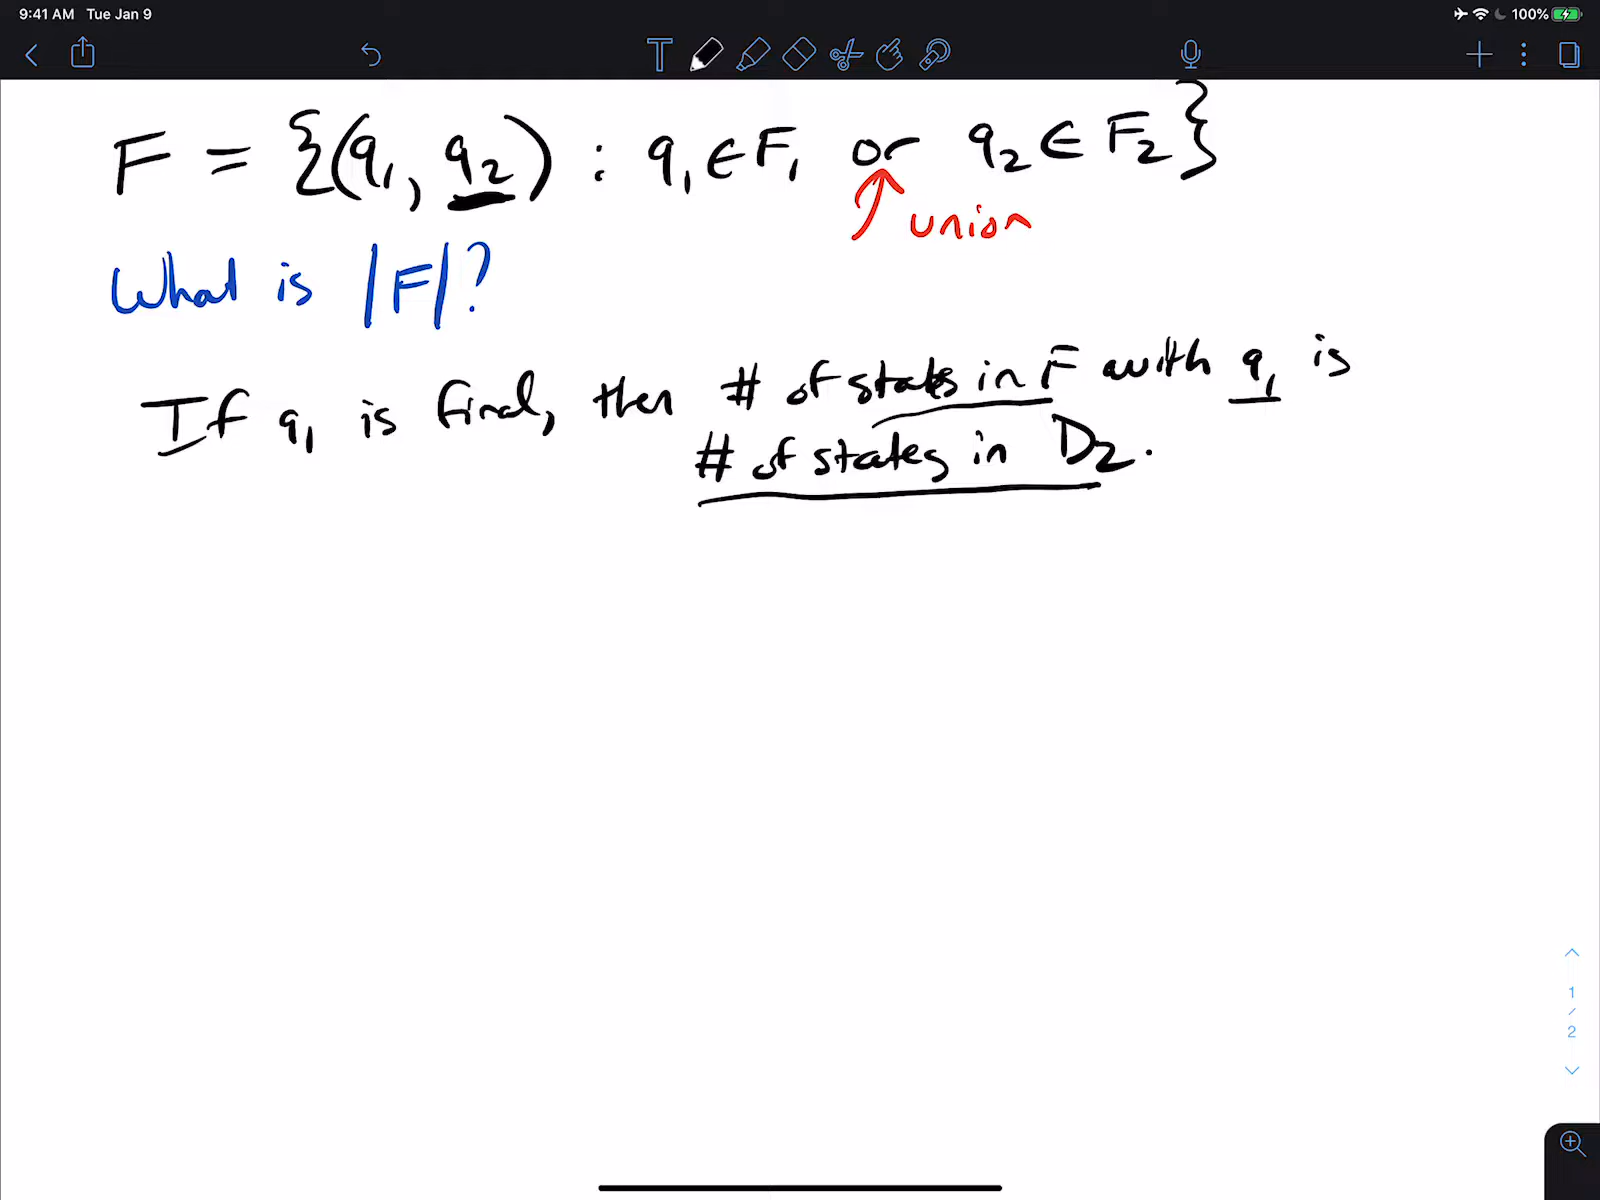 9:41 AM Tue Jan 9 100%
F = {(q₁, q₂) : q₁ ∈ F₁ or q₂ ∈ F₂}
union
What is |F|?
If q₁ is final, then # of states in F with q₁ is
# of states in D₂.
1
/
2